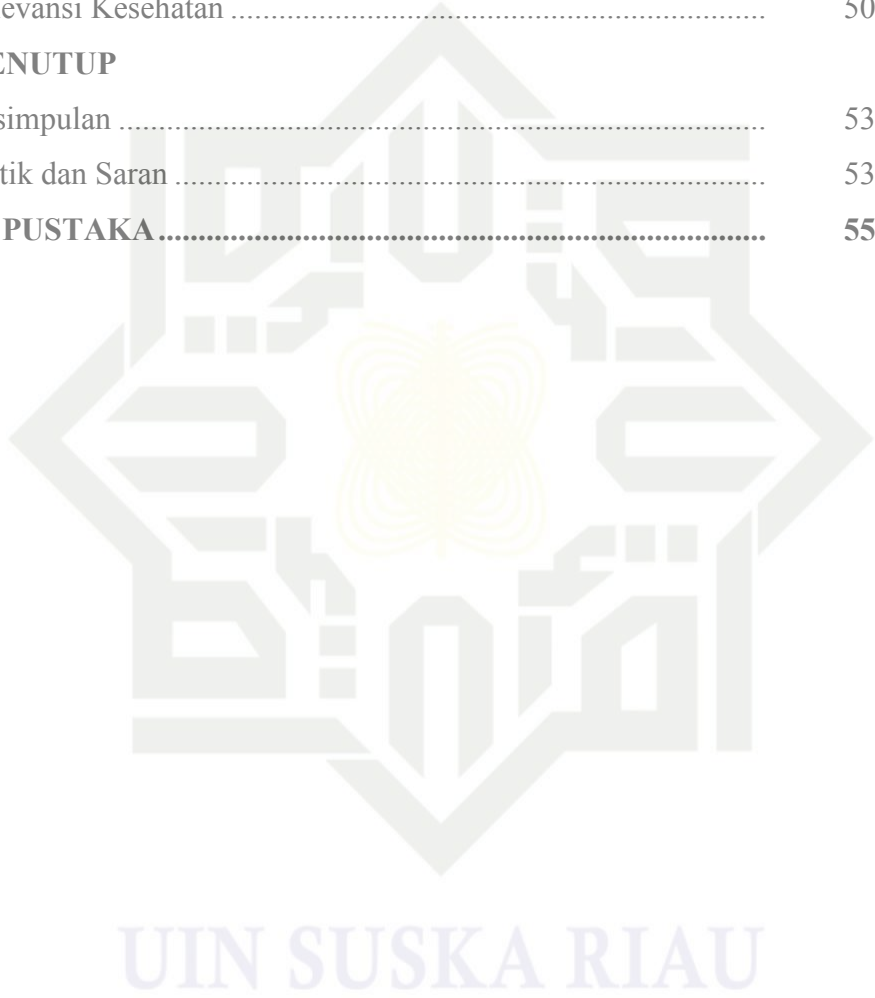 evansi Kesehatan ........................................................................ 50
ENUTUP
simpulan ........................................................................ 53
tik dan Saran ........................................................................ 53
PUSTAKA ........................................................................ 55
UIN SUSKA RIAU